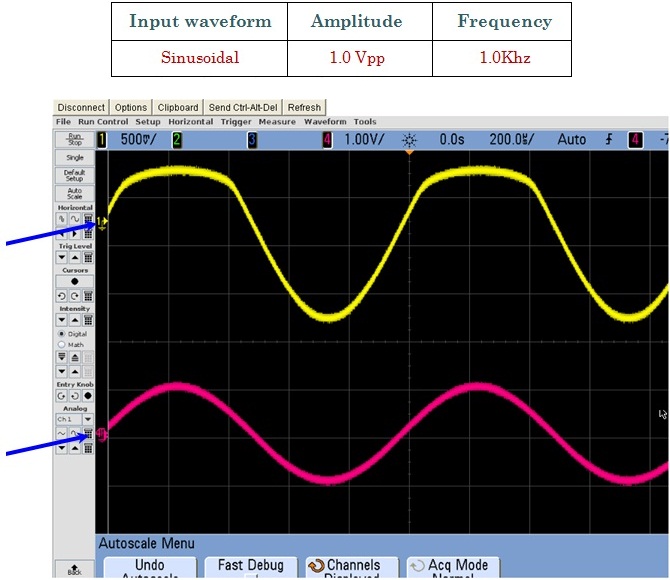 Input waveform Amplitude Frequency
Sinusoidal 1.0 Vpp 1.0Khz
Disconnect Options Clipboard Send Ctrl-Alt-Del Refresh
File Run Control Setup Horizontal Trigger Measure Waveform Tools
Run
Stop
1 500m∇/ 2 3 4 1.00V/ 0.0s 200.0us/ Auto 4 -7
Single
Default
Setup
Auto
Scale
Horizontal
Trig Level
Cursors
Intensity
Digital
Math
Entry Knob
Analog
Ch 1
Back
Autoscale Menu
Undo Fast Debug Channels Acq Mode
Autoscale Displayed Normal